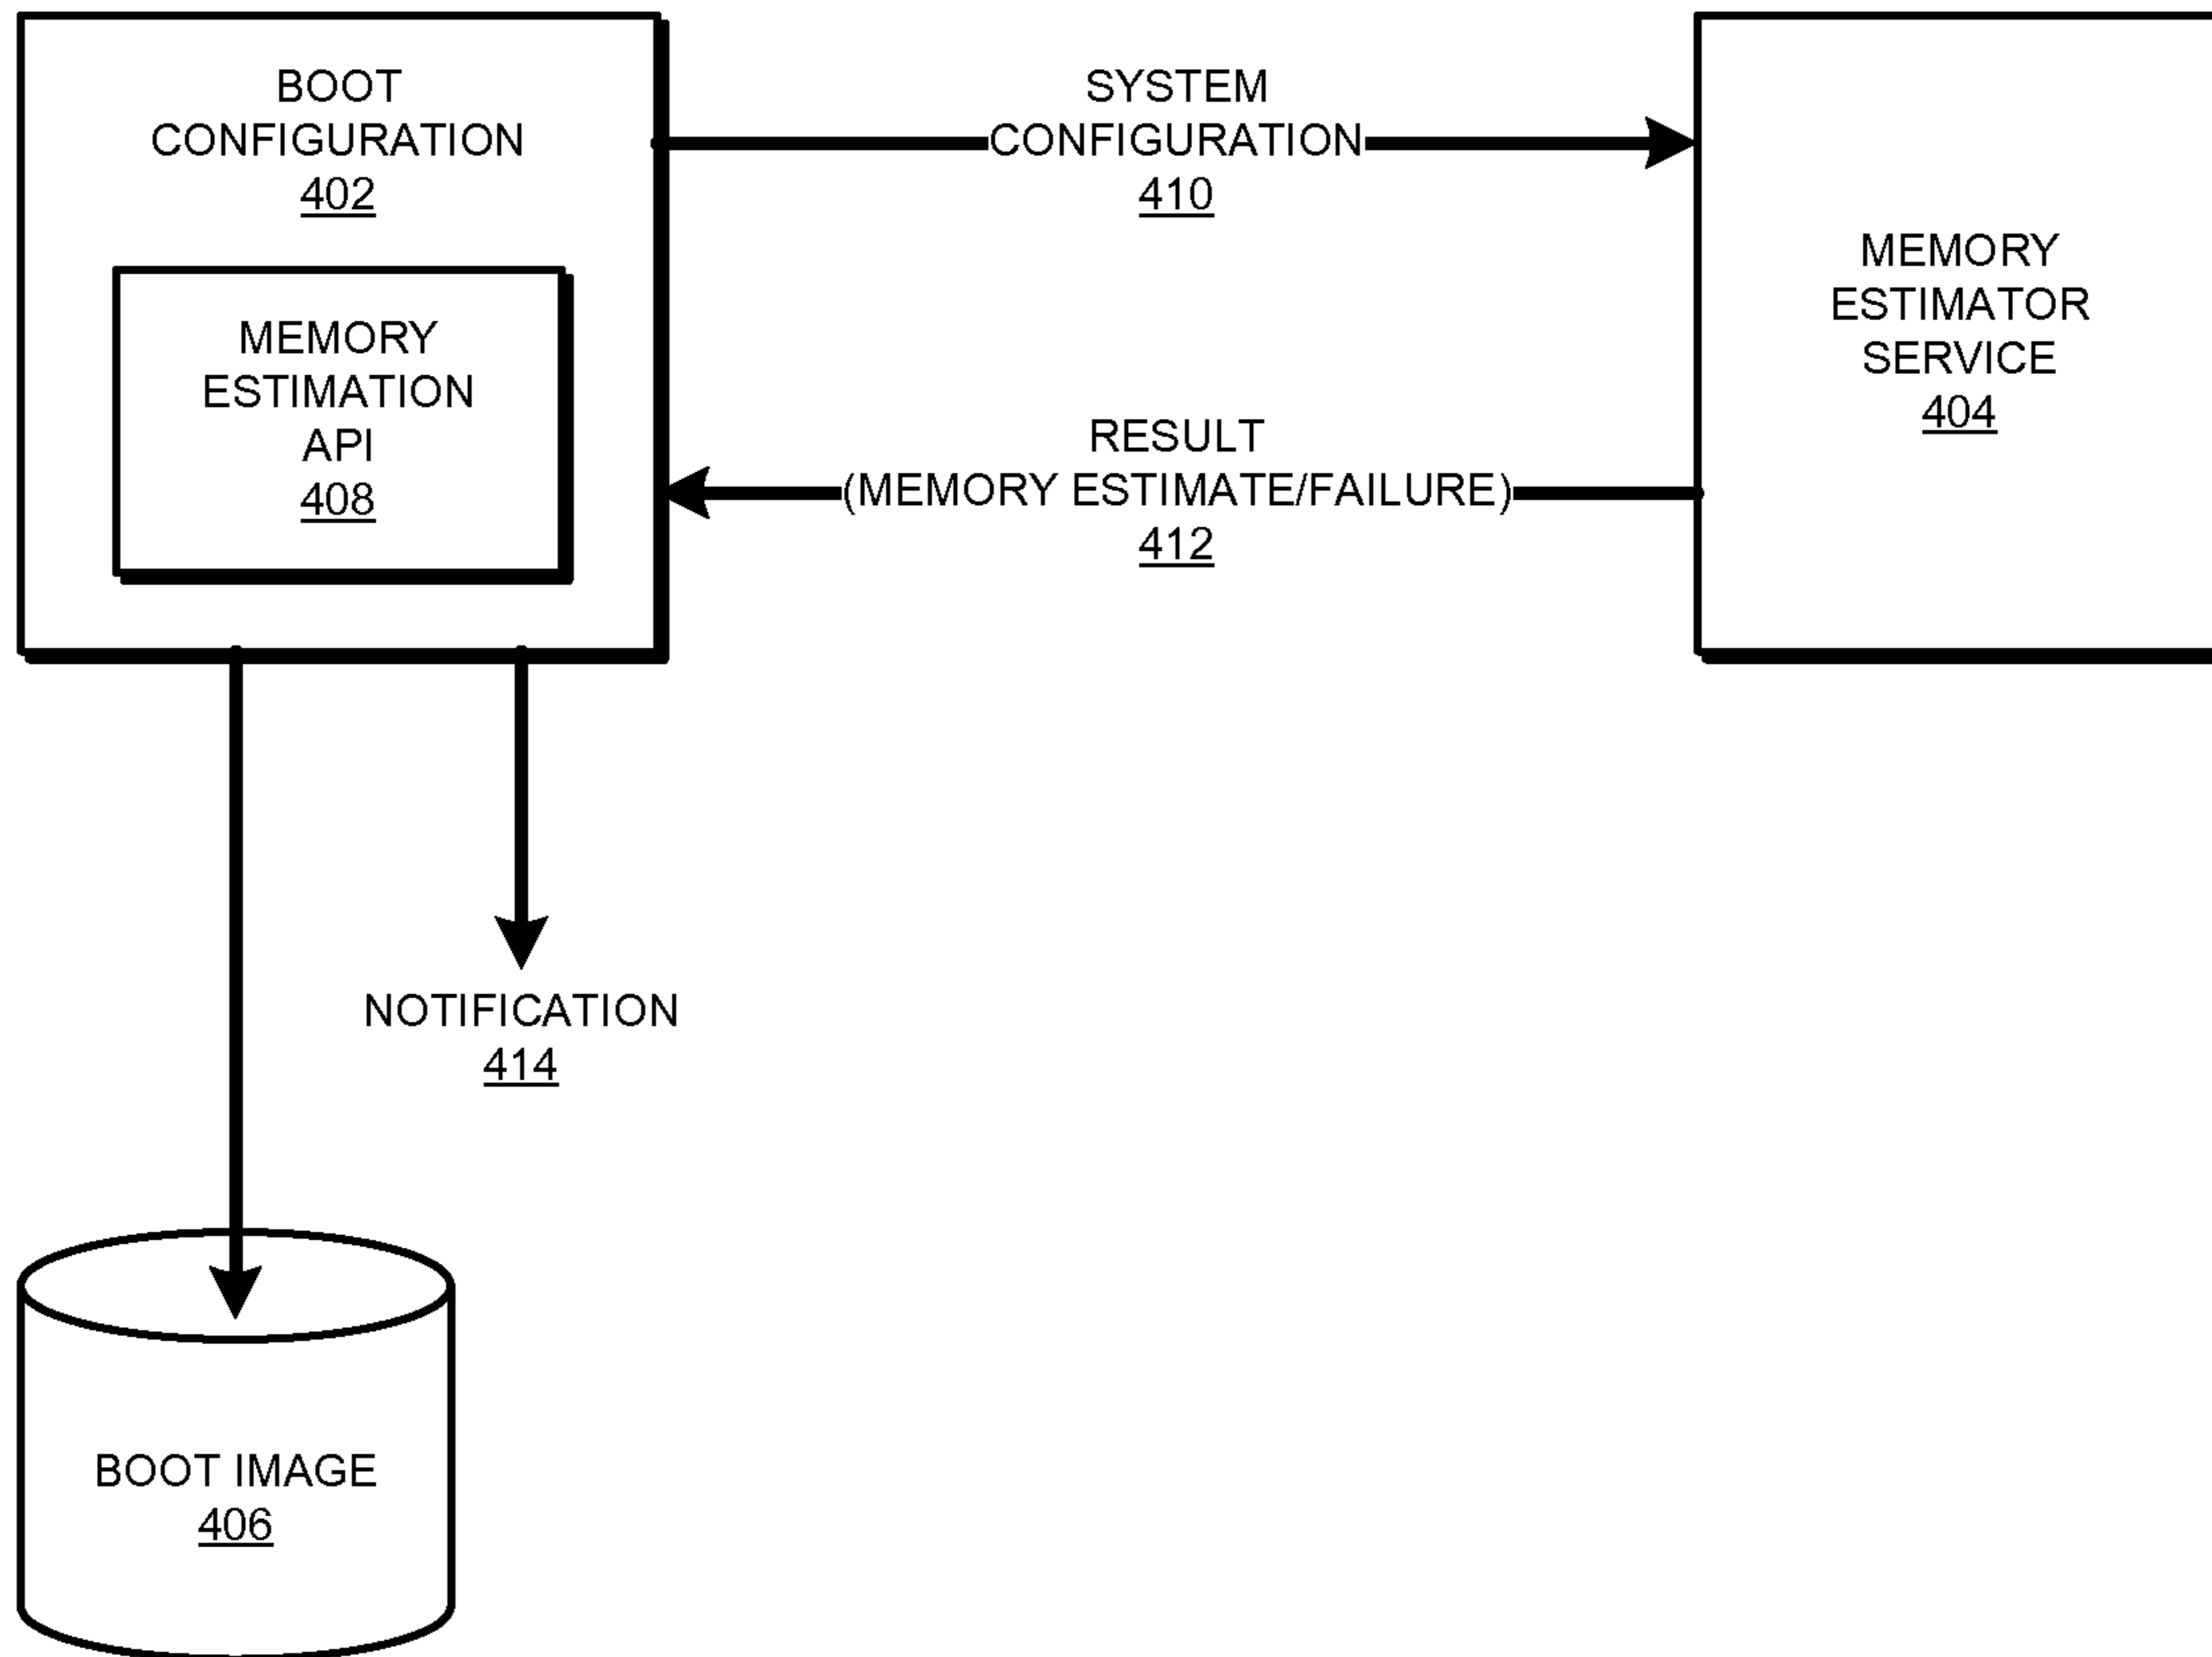 BOOT
CONFIGURATION
402
MEMORY
ESTIMATION
API
408
SYSTEM
CONFIGURATION
410
RESULT
(MEMORY ESTIMATE/FAILURE)
412
MEMORY
ESTIMATOR
SERVICE
404
NOTIFICATION
414
BOOT IMAGE
406